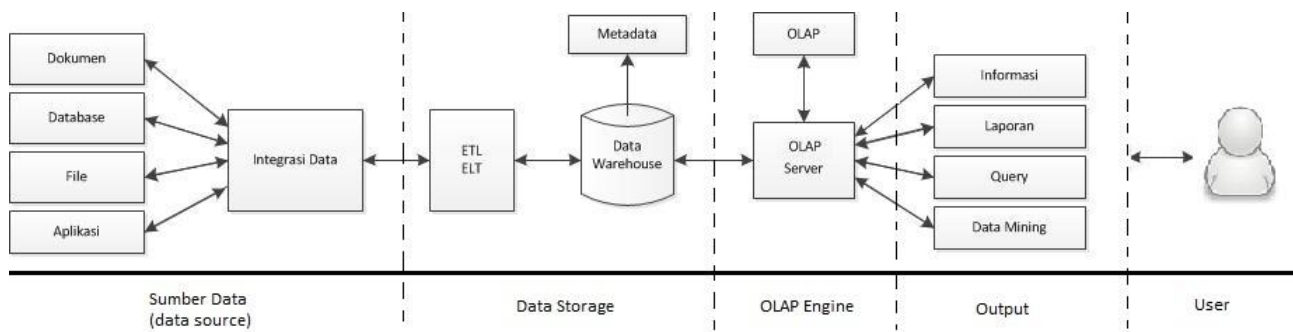 Dokumen
Database
File
Aplikasi
Integrasi Data
ETL
ELT
Metadata
Data
Warehouse
OLAP
OLAP
Server
Informasi
Laporan
Query
Data Mining
Sumber Data
(data source)
Data Storage
OLAP Engine
Output
User